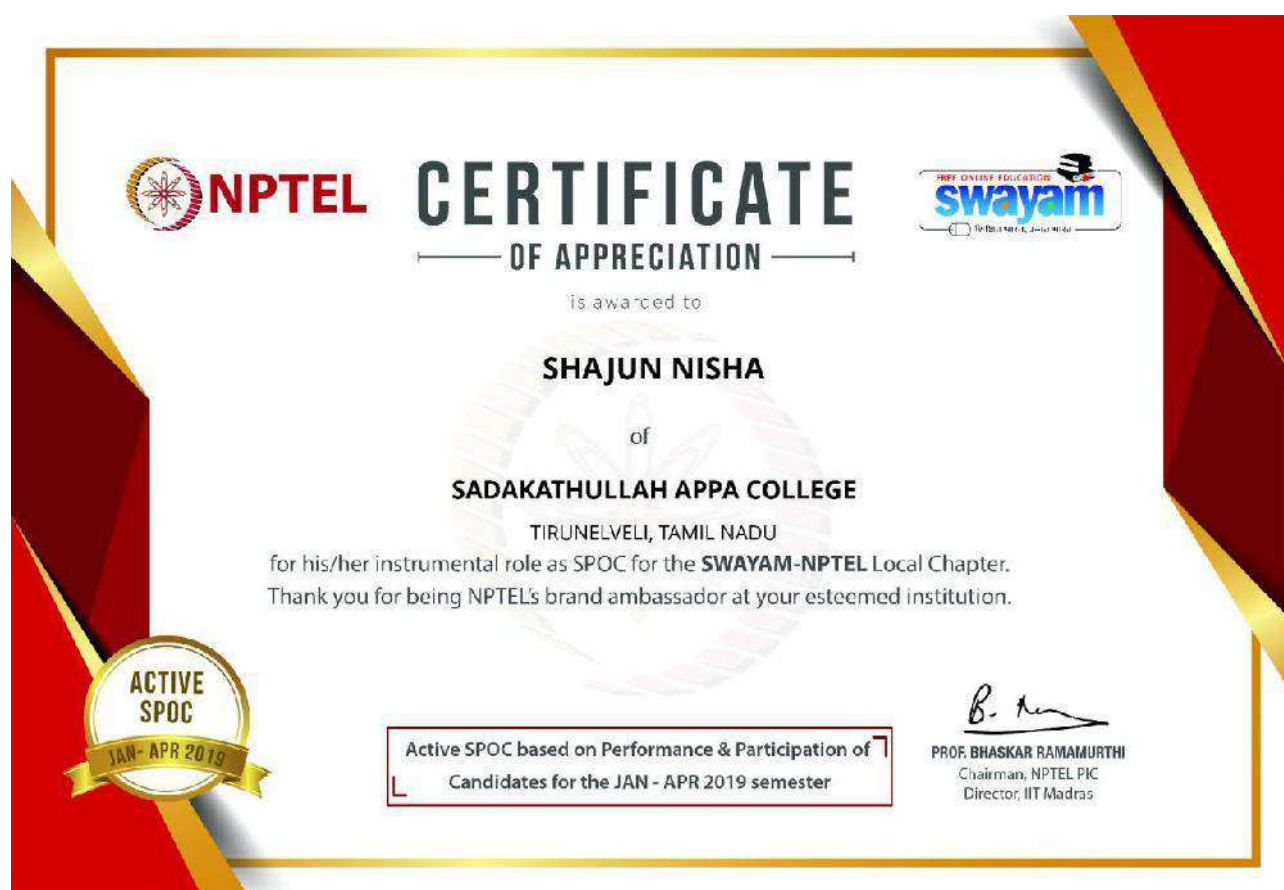 NPTEL
CERTIFICATE
OF APPRECIATION
FREE ONLINE EDUCATION
swayam
is awarded to
SHAJUN NISHA
of
SADAKATHULLAH APPA COLLEGE
TIRUNELVELI, TAMIL NADU
for his/her instrumental role as SPOC for the SWAYAM-NPTEL Local Chapter.
Thank you for being NPTEL's brand ambassador at your esteemed institution.
ACTIVE
SPOC
JAN- APR 2019
Active SPOC based on Performance & Participation of
Candidates for the JAN - APR 2019 semester
PROF. BHASKAR RAMAMURTHI
Chairman, NPTEL PIC
Director, IIT Madras